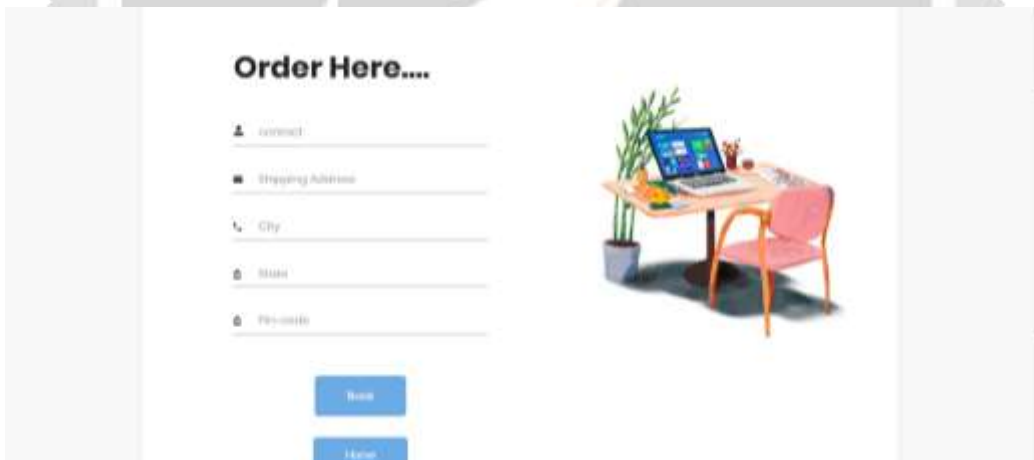 Order Here....
contact
Shipping Address
City
State
Pin-code
Book
Home